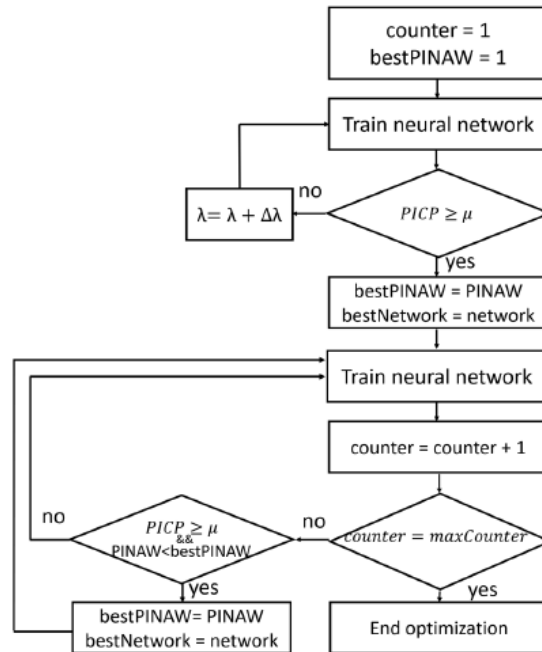 counter = 1
bestPINAW = 1
Train neural network
no
λ= λ + Δλ
PICP ≥ μ
yes
bestPINAW = PINAW
bestNetwork = network
Train neural network
counter = counter + 1
no
PICP ≥ μ
&&
PINAW<bestPINAW
no
counter = maxCounter
yes
bestPINAW= PINAW
bestNetwork = network
yes
End optimization